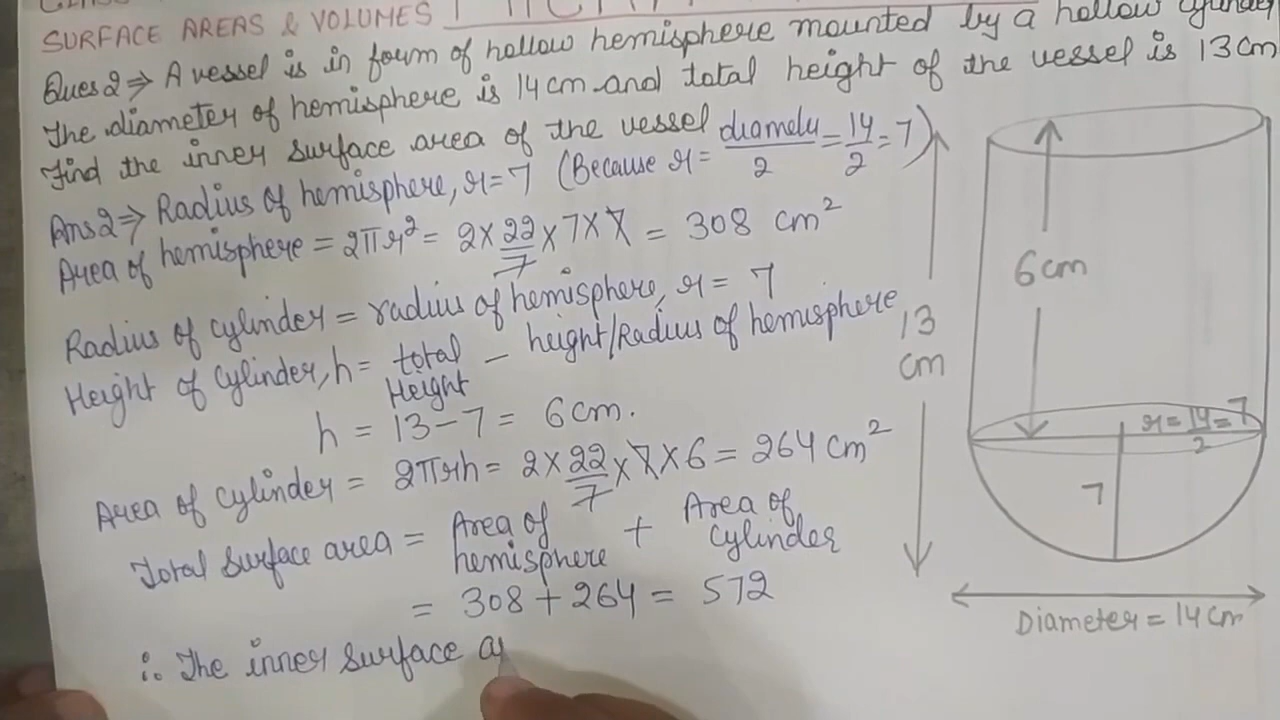 SURFACE AREAS & VOLUMES
Ques 2 ⇒ A vessel is in form of hollow hemisphere mounted by a hollow cylinder
The diameter of hemisphere is 14 cm and total height of the vessel is 13 cm
Find the inner surface area of the vessel
Ans 2 ⇒ Radius of hemisphere, r = 7 (Because r = diamely/2 = 14/2 = 7)
Area of hemisphere = 2πr² = 2 × 22/7 × 7 × 7 = 308 cm²
Radius of cylinder = radius of hemisphere, r = 7
Height of cylinder, h = total Height − height/Radius of hemisphere
h = 13 − 7 = 6 cm.
Area of cylinder = 2πrh = 2 × 22/7 × 7 × 6 = 264 cm²
Total surface area = Area of hemisphere + Area of cylinder
= 308 + 264 = 572
∴ The inner surface a
6 cm
13 cm
r = 14/2 = 7
7
Diameter = 14 cm